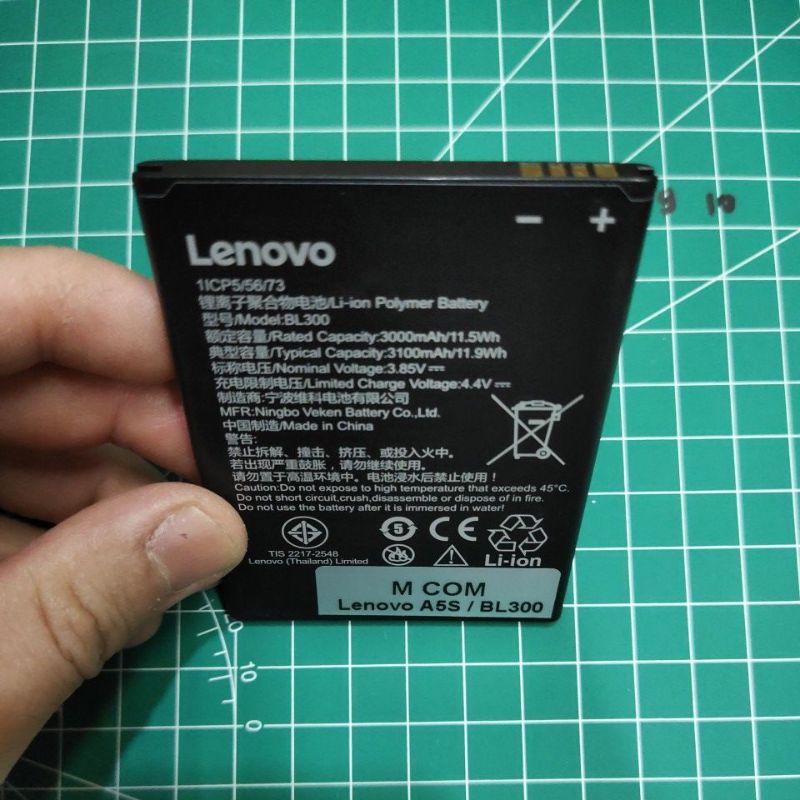 Lenovo
1ICP5/56/73
锂离子聚合物电池/Li-ion Polymer Battery
型号/Model:BL300
额定容量/Rated Capacity:3000mAh/11.5Wh
典型容量/Typical Capacity:3100mAh/11.9Wh
标称电压/Nominal Voltage:3.85V⎓
充电限制电压/Limited Charge Voltage:4.4V⎓
制造商:宁波维科电池有限公司
MFR:Ningbo Veken Battery Co.,Ltd.
中国制造/Made in China
警告:
禁止拆解、撞击、挤压、或投入火中。
若出现严重鼓胀，请勿继续使用。
请勿置于高温环境中。电池浸水后禁止使用！
Caution:Do not expose to high temperature that exceeds 45°C.
Do not short circuit,crush,disassemble or dispose of in fire.
Do not use the battery after it is immersed in water!
5
CE
TIS 2217-2548
Lenovo (Thailand) Limited
Li-ion
M COM
Lenovo A5S / BL300
- +
9 10
10
0